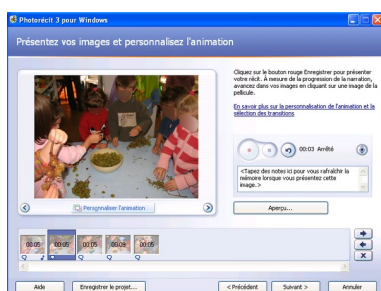 Photorécit 3 pour Windows
Présentez vos images et personnalisez l'animation
Cliquez sur le bouton rouge Enregistrer pour présenter
votre récit. À mesure de la progression de la narration,
avancez dans vos images en cliquant sur une image de la
pellicule.
En savoir plus sur la personnalisation de l'animation et la
sélection des transitions
00:03 Arrêté
<Tapez des notes ici pour vous rafraîchir la
mémoire lorsque vous présentez cette
image.>
Personnaliser l'animation
Aperçu...
00:05 00:05 00:05 00:09 00:05
Aide Enregistrer le projet... < Précédent Suivant > Annuler